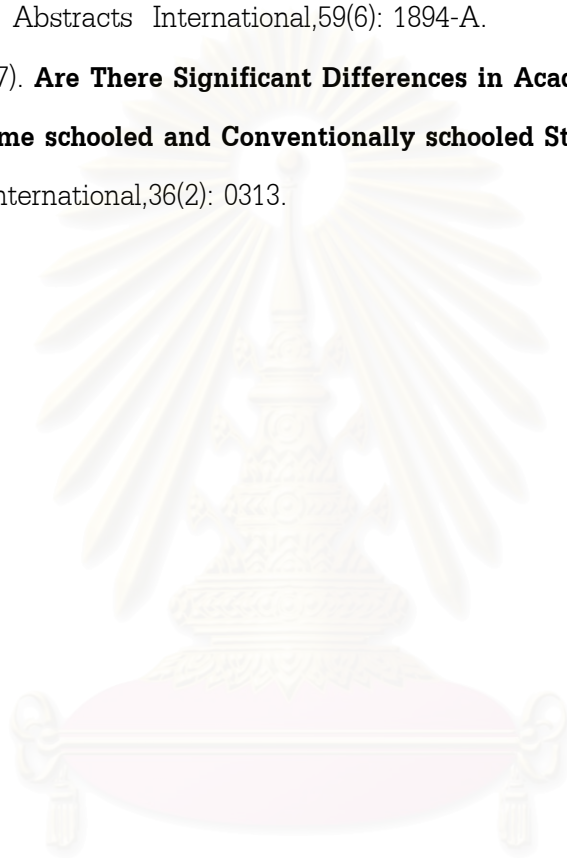 Abstracts International,59(6): 1894-A.
7). Are There Significant Differences in Aca
me schooled and Conventionally schooled St
nternational,36(2): 0313.